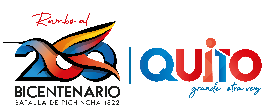 Rumbo al
200
BICENTENARIO
BATALLA DE PICHINCHA 1822
QUITO
grande otra vez